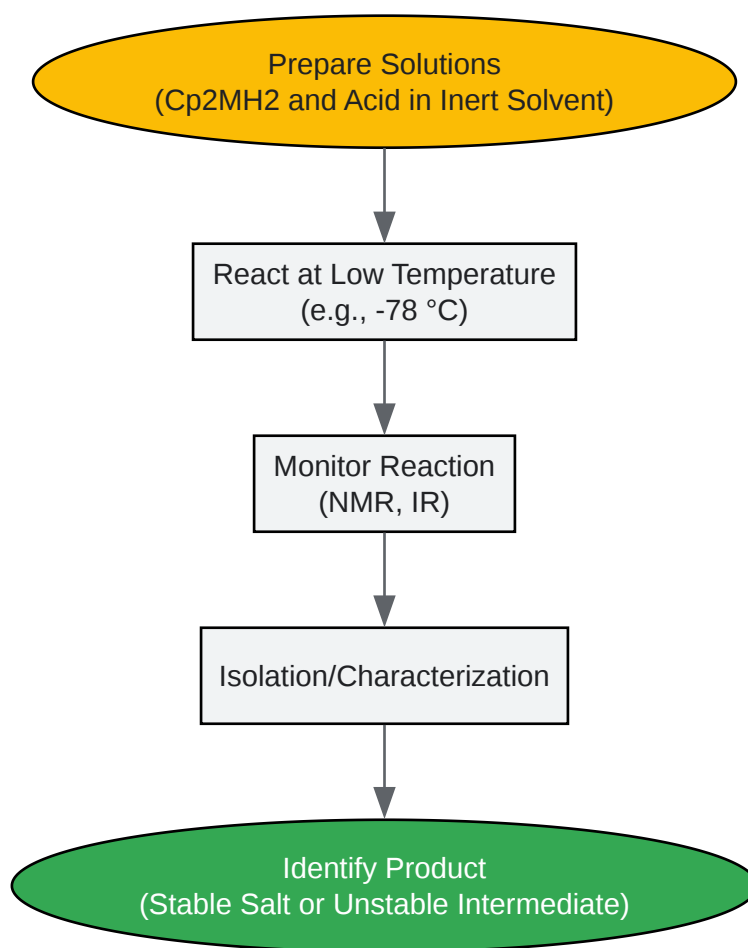 Prepare Solutions
(Cp2MH2 and Acid in Inert Solvent)
React at Low Temperature
(e.g., -78 °C)
Monitor Reaction
(NMR, IR)
Isolation/Characterization
Identify Product
(Stable Salt or Unstable Intermediate)